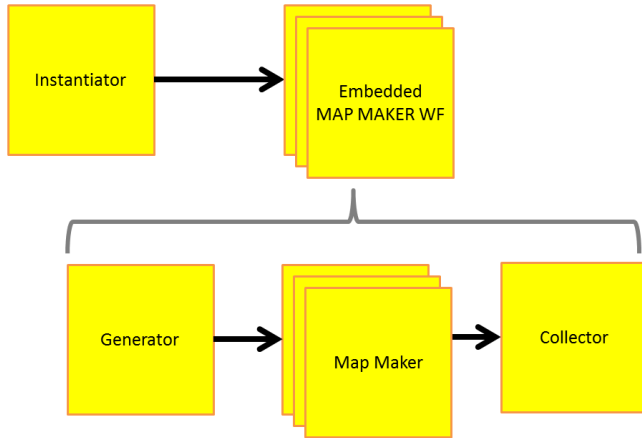 Instantiator
Embedded
MAP MAKER WF
Generator
Map Maker
Collector